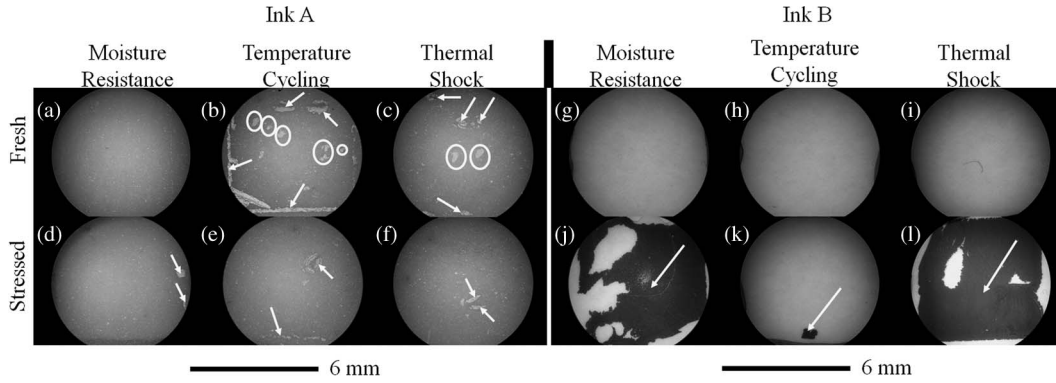 Ink A
Ink B
Moisture Resistance
Temperature Cycling
Thermal Shock
Moisture Resistance
Temperature Cycling
Thermal Shock
Fresh
(a)
(b)
(c)
(g)
(h)
(i)
Stressed
(d)
(e)
(f)
(j)
(k)
(l)
6 mm
6 mm